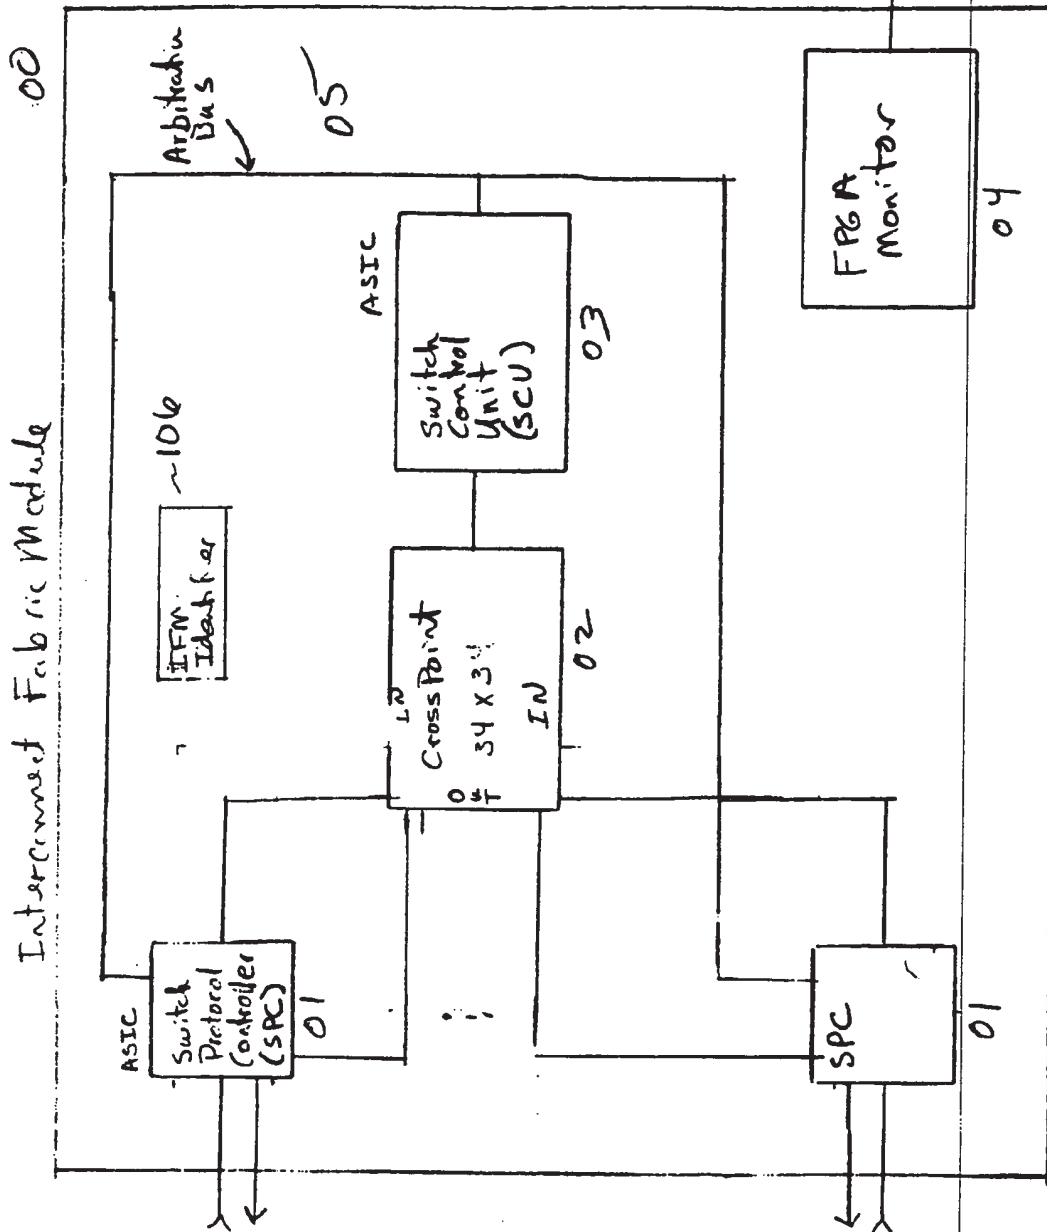 Interconnect Fabric Module
00
Arbitration
Bus
05
ASIC
Switch
Protocol
Controller
(SPC)
01
IFM
Identifier
~106
IN
CrossPoint
OUT
34 X 34
IN
02
ASIC
Switch
Control
Unit
(SCU)
03
SPC
01
FPGA
Monitor
04